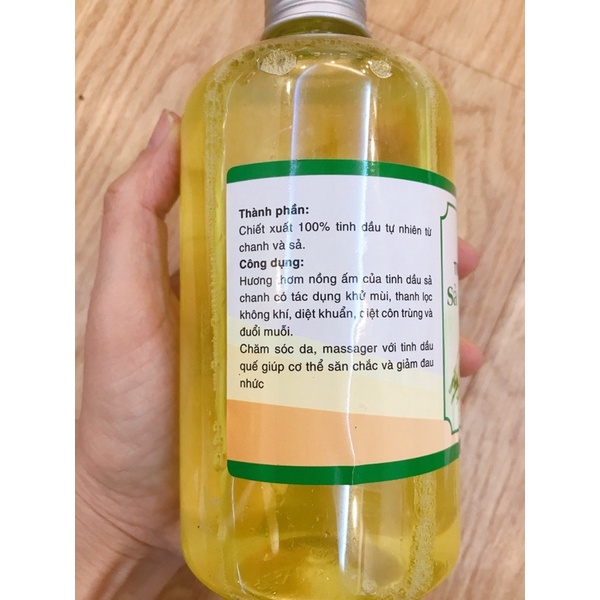 Thành phần:
Chiết xuất 100% tinh dầu tự nhiên từ
chanh và sả.
Công dụng:
Hương thơm nồng ấm của tinh dầu sả
chanh có tác dụng khử mùi, thanh lọc
không khí, diệt khuẩn, diệt côn trùng và
đuổi muỗi.
Chăm sóc da, massager với tinh dầu
quế giúp cơ thể săn chắc và giảm đau
nhức